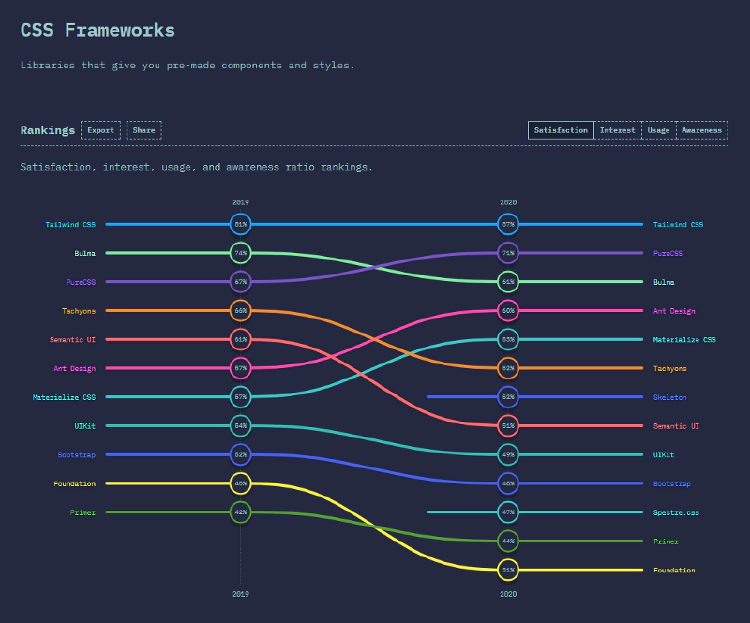 CSS Frameworks
Libraries that give you pre-made components and styles.
Rankings Export Share Satisfaction Interest Usage Awareness
Satisfaction, interest, usage, and awareness ratio rankings.
2019 2020
Tailwind CSS 81% 87% Tailwind CSS
Bulma 74% 71% PureCSS
PureCSS 67% 61% Bulma
Tachyons 66% 60% Ant Design
Semantic UI 61% 53% Materialize CSS
Ant Design 57% 52% Tachyons
Materialize CSS 57% 52% Skeleton
UIKit 54% 51% Semantic UI
Bootstrap 52% 49% UIKit
Foundation 48% Bootstrap
Primer 42% 47% Spectre.css
44% Primer
31% Foundation
2019 2020